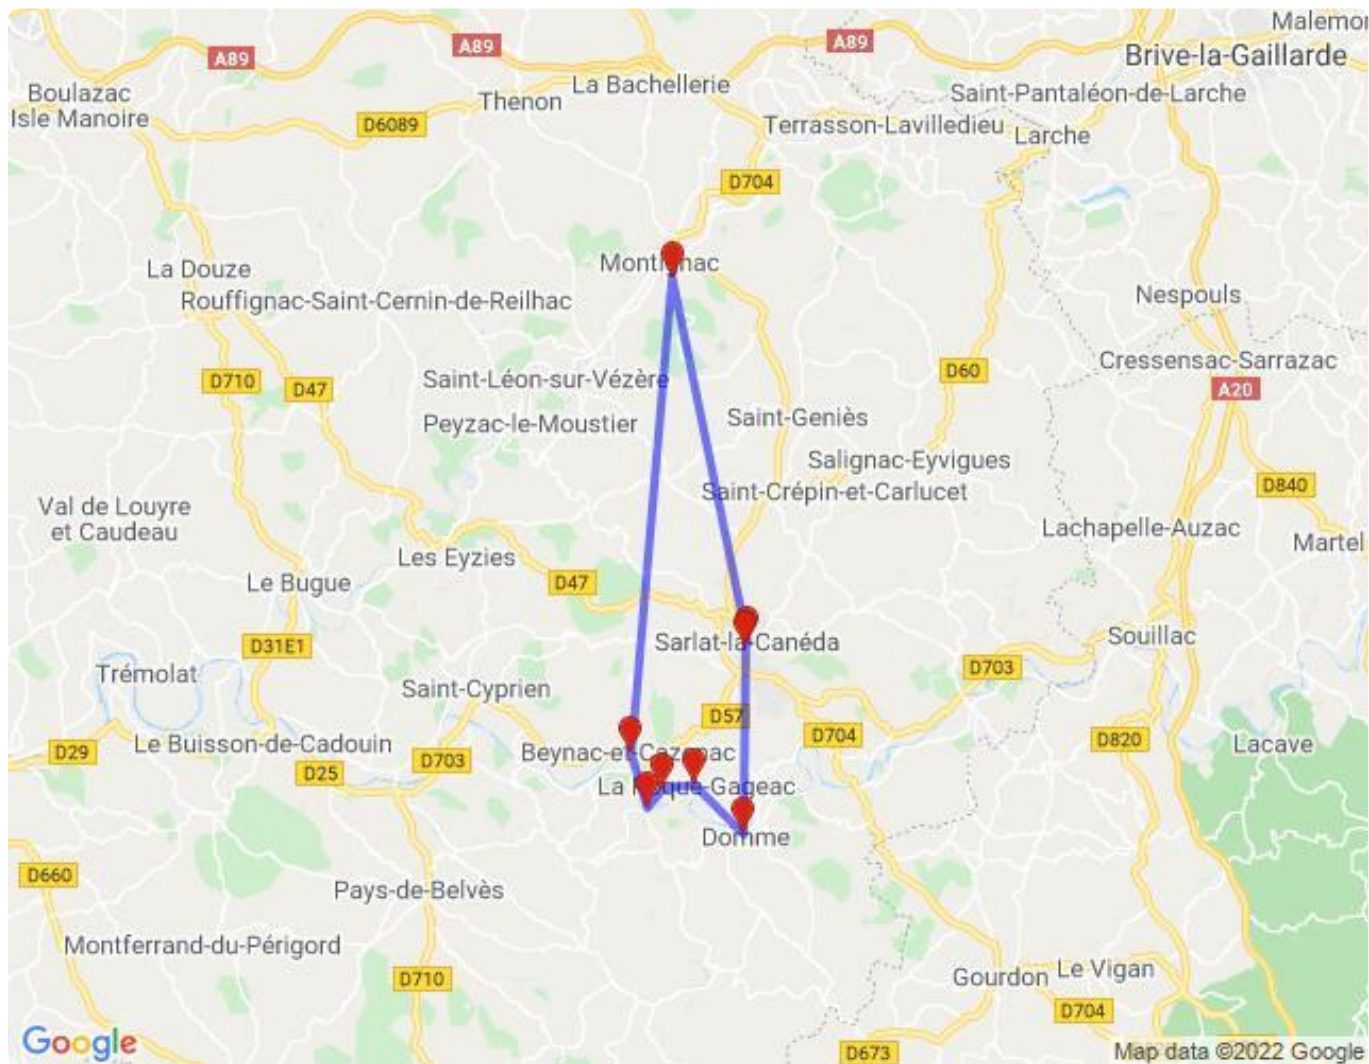 Malemor
A89
A89
A89
Brive-la-Gaillarde
Boulazac
Isle Manoire
La Bachellerie
Thenon
Saint-Pantaléon-de-Larche
D6089
Terrasson-Lavilledieu
Larche
D704
Montignac
La Douze
Rouffignac-Saint-Cernin-de-Reilhac
Nespouls
Cressensac-Sarrazac
D710
D47
Saint-Léon-sur-Vézère
D60
A20
Peyzac-le-Moustier
Saint-Geniès
Salignac-Eyvigues
Saint-Crépin-et-Carlucet
D840
Val de Louyre
et Caudeau
Lachapelle-Auzac
Martel
Les Eyzies
Le Bugue
D47
Sarlat-la-Canéda
Souillac
D31E1
D703
Trémolat
Saint-Cyprien
D57
D704
D820
Lacave
D29
Le Buisson-de-Cadouin
D25
D703
Beynac-et-Cazenac
La Roque-Gageac
Domme
D660
Pays-de-Belvès
Montferrand-du-Périgord
D710
Gourdon
Le Vigan
D704
Google
D673
Map data ©2022 Google